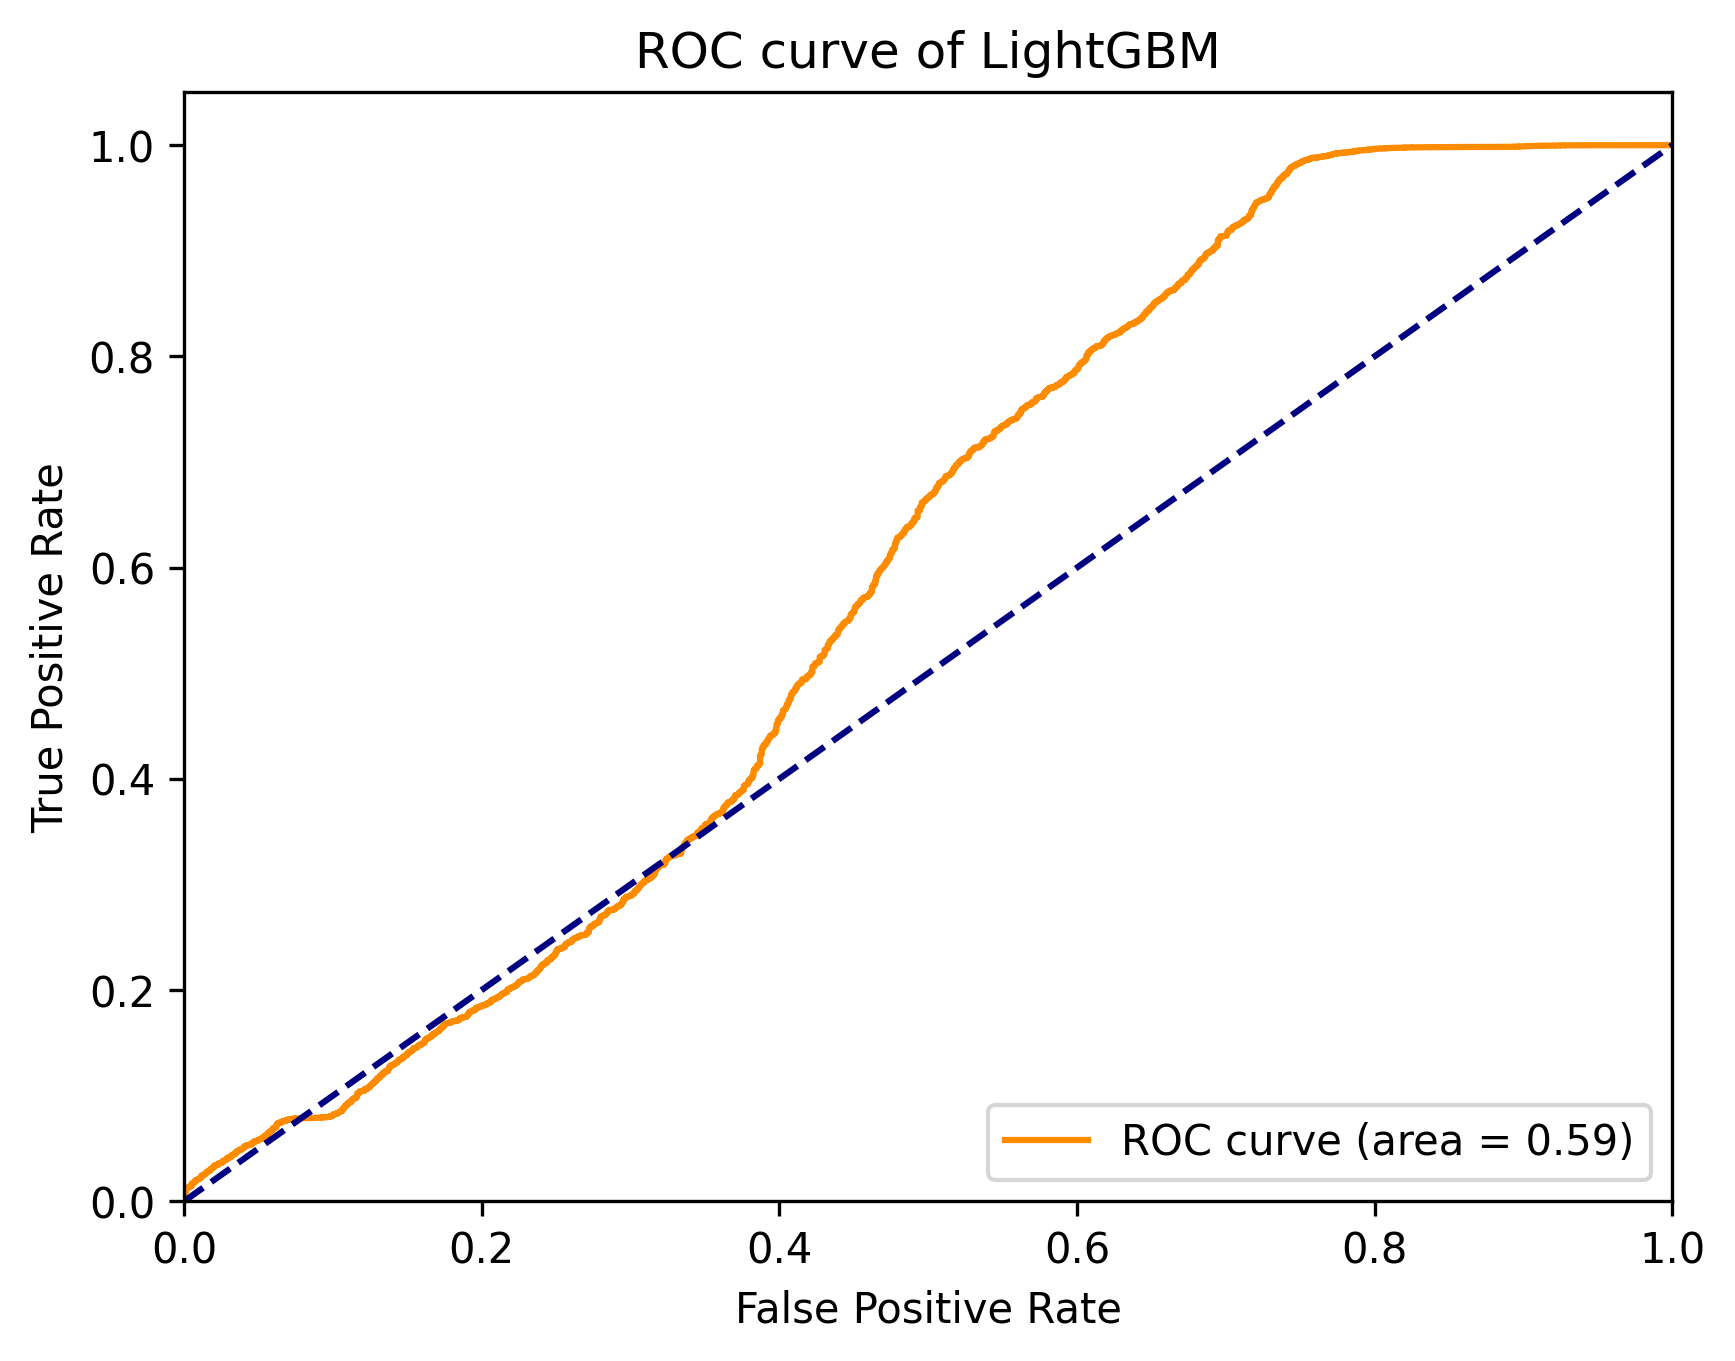 ROC curve of LightGBM
1.0
0.8
0.6
0.4
0.2
0.0
True Positive Rate
ROC curve (area = 0.59)
0.0 0.2 0.4 0.6 0.8 1.0
False Positive Rate